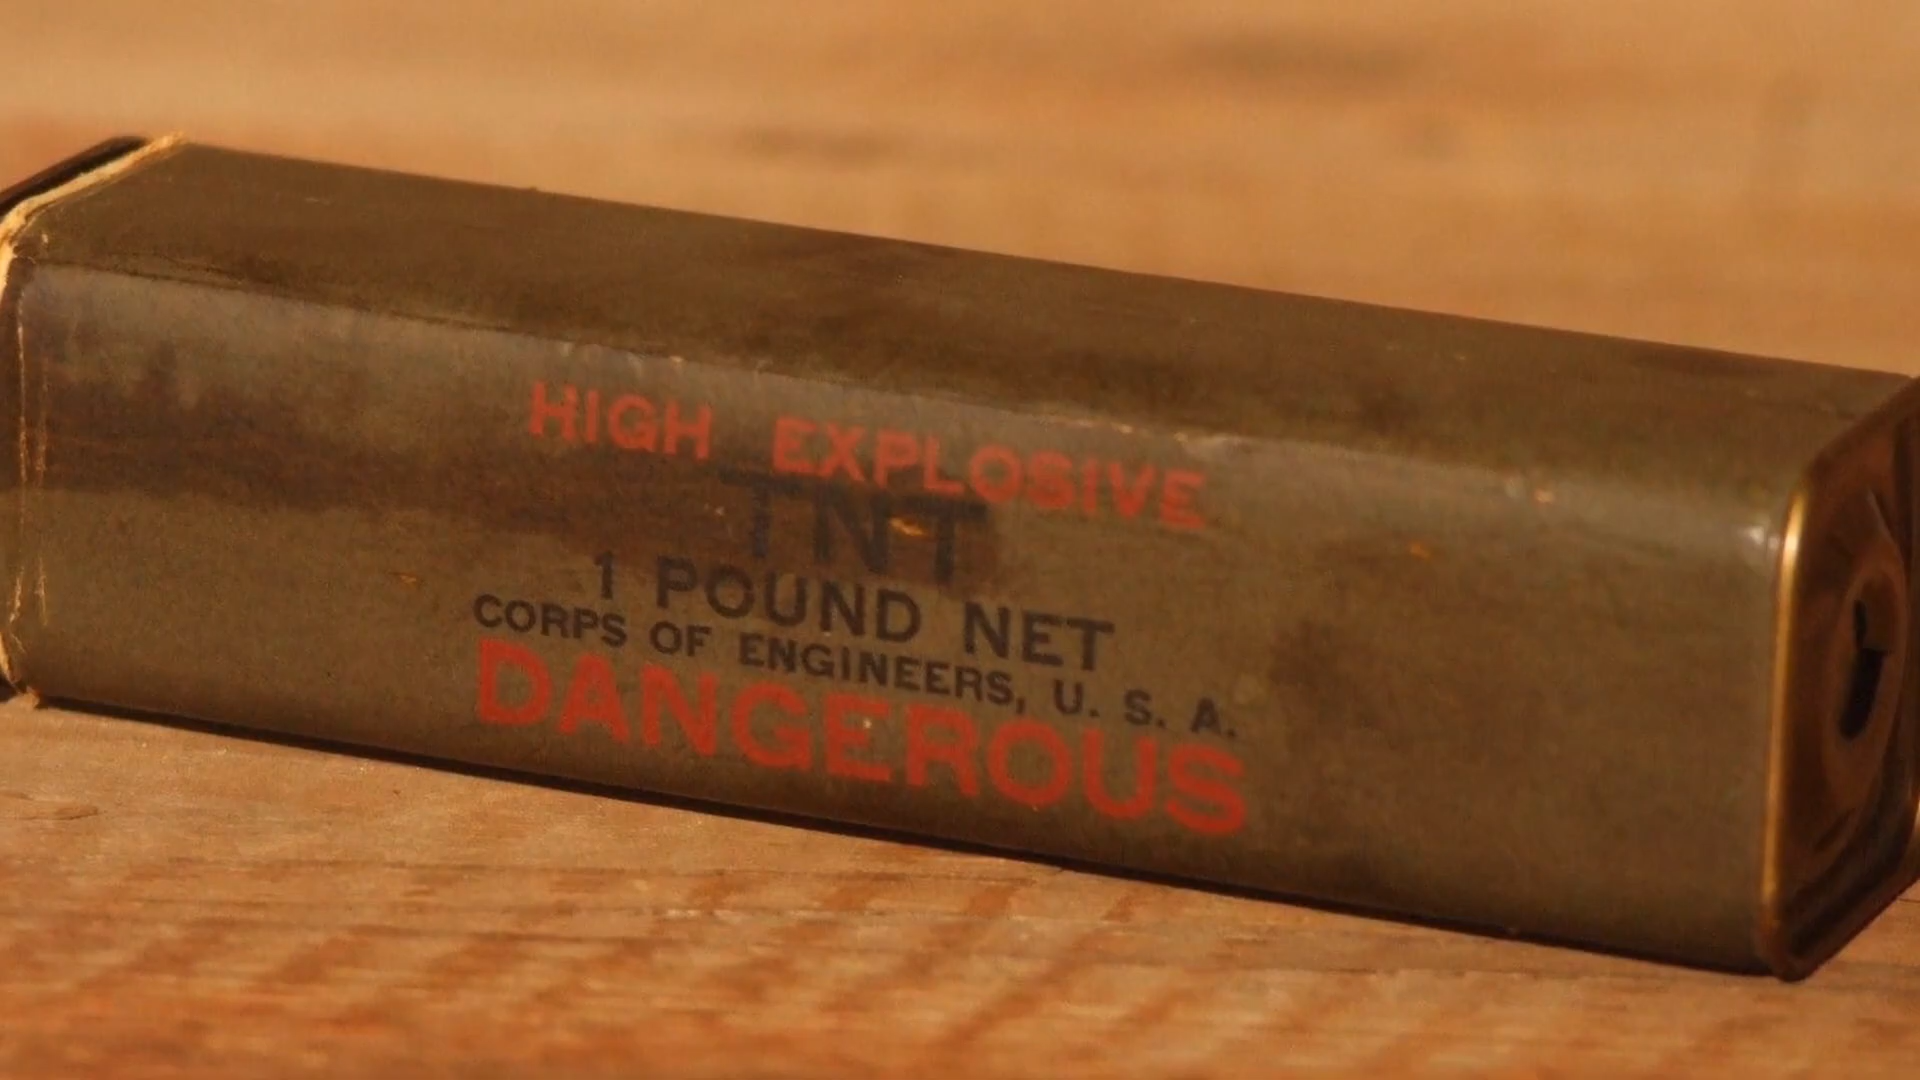 HIGH EXPLOSIVE
TNT
1 POUND NET
CORPS OF ENGINEERS, U. S. A.
DANGEROUS